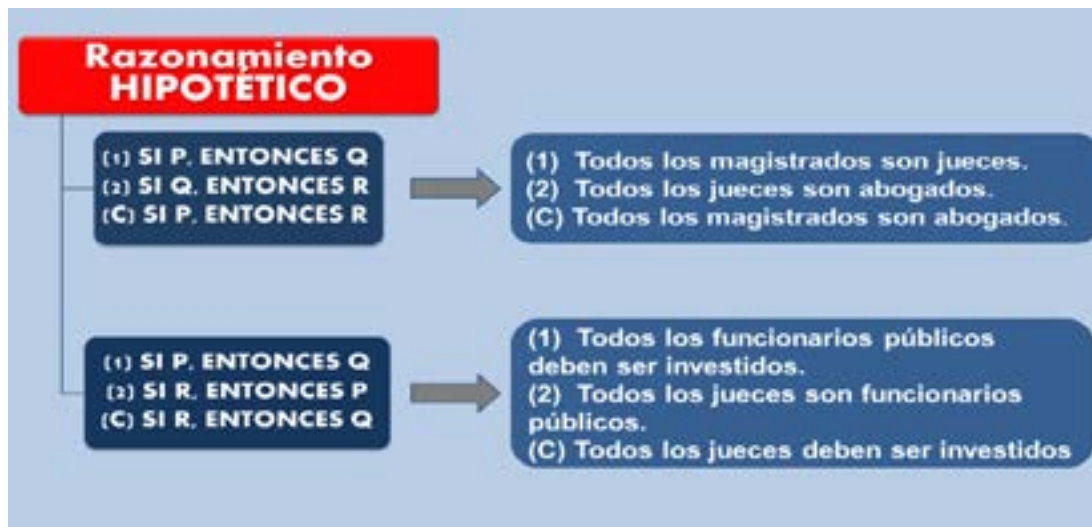 Razonamiento
HIPOTÉTICO
(1) SI P, ENTONCES Q
(2) SI Q, ENTONCES R
(C) SI P, ENTONCES R
(1) Todos los magistrados son jueces.
(2) Todos los jueces son abogados.
(C) Todos los magistrados son abogados.
(1) SI P, ENTONCES Q
(2) SI R, ENTONCES P
(C) SI R, ENTONCES Q
(1) Todos los funcionarios públicos
deben ser investidos.
(2) Todos los jueces son funcionarios
públicos.
(C) Todos los jueces deben ser investidos